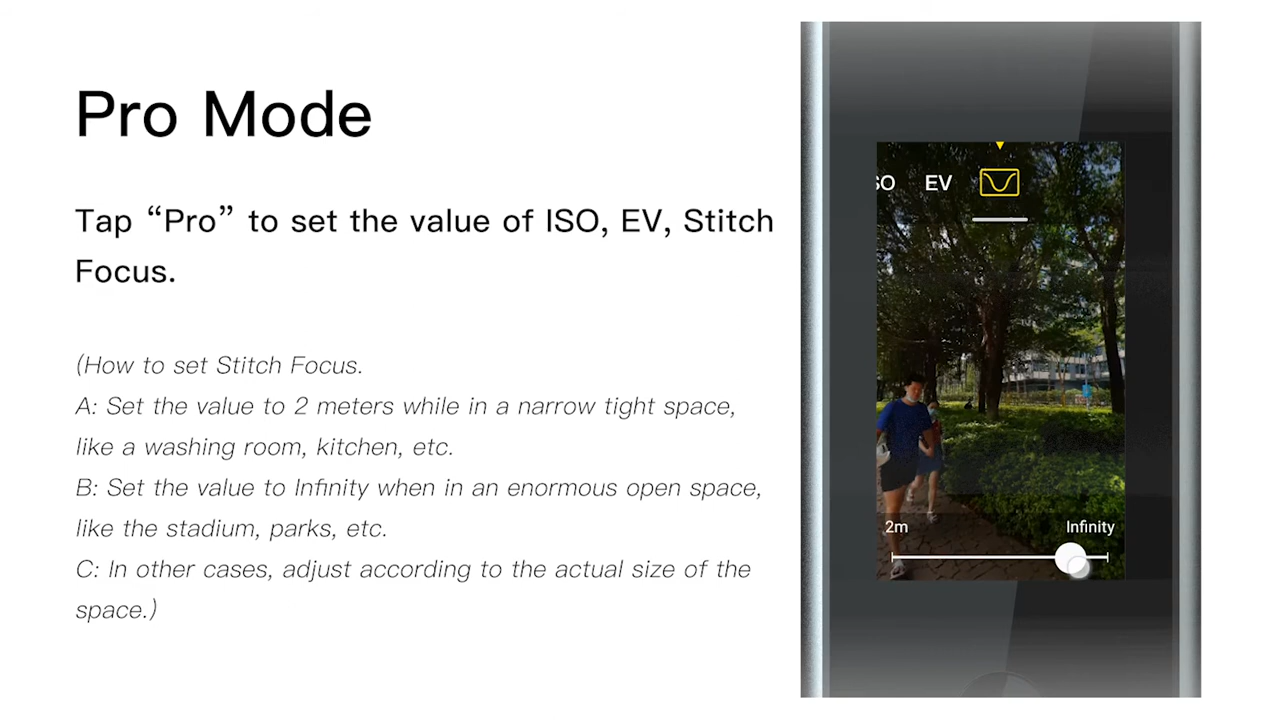 Pro Mode
Tap “Pro” to set the value of ISO, EV, Stitch
Focus.
(How to set Stitch Focus.
A: Set the value to 2 meters while in a narrow tight space,
like a washing room, kitchen, etc.
B: Set the value to Infinity when in an enormous open space,
like the stadium, parks, etc.
C: In other cases, adjust according to the actual size of the
space.)
SO EV
2m Infinity